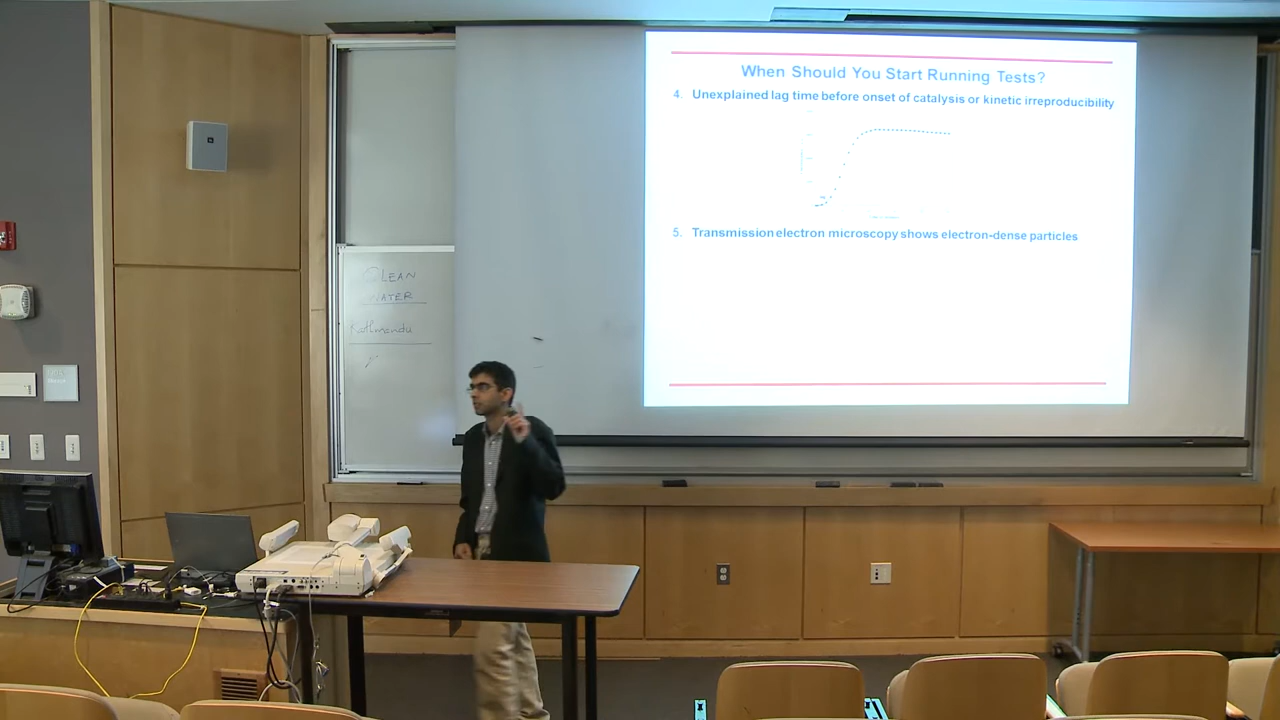 When Should You Start Running Tests?
4. Unexplained lag time before onset of catalysis or kinetic irreproducibility
5. Transmission electron microscopy shows electron-dense particles
CLEAN
WATER
Kathmandu